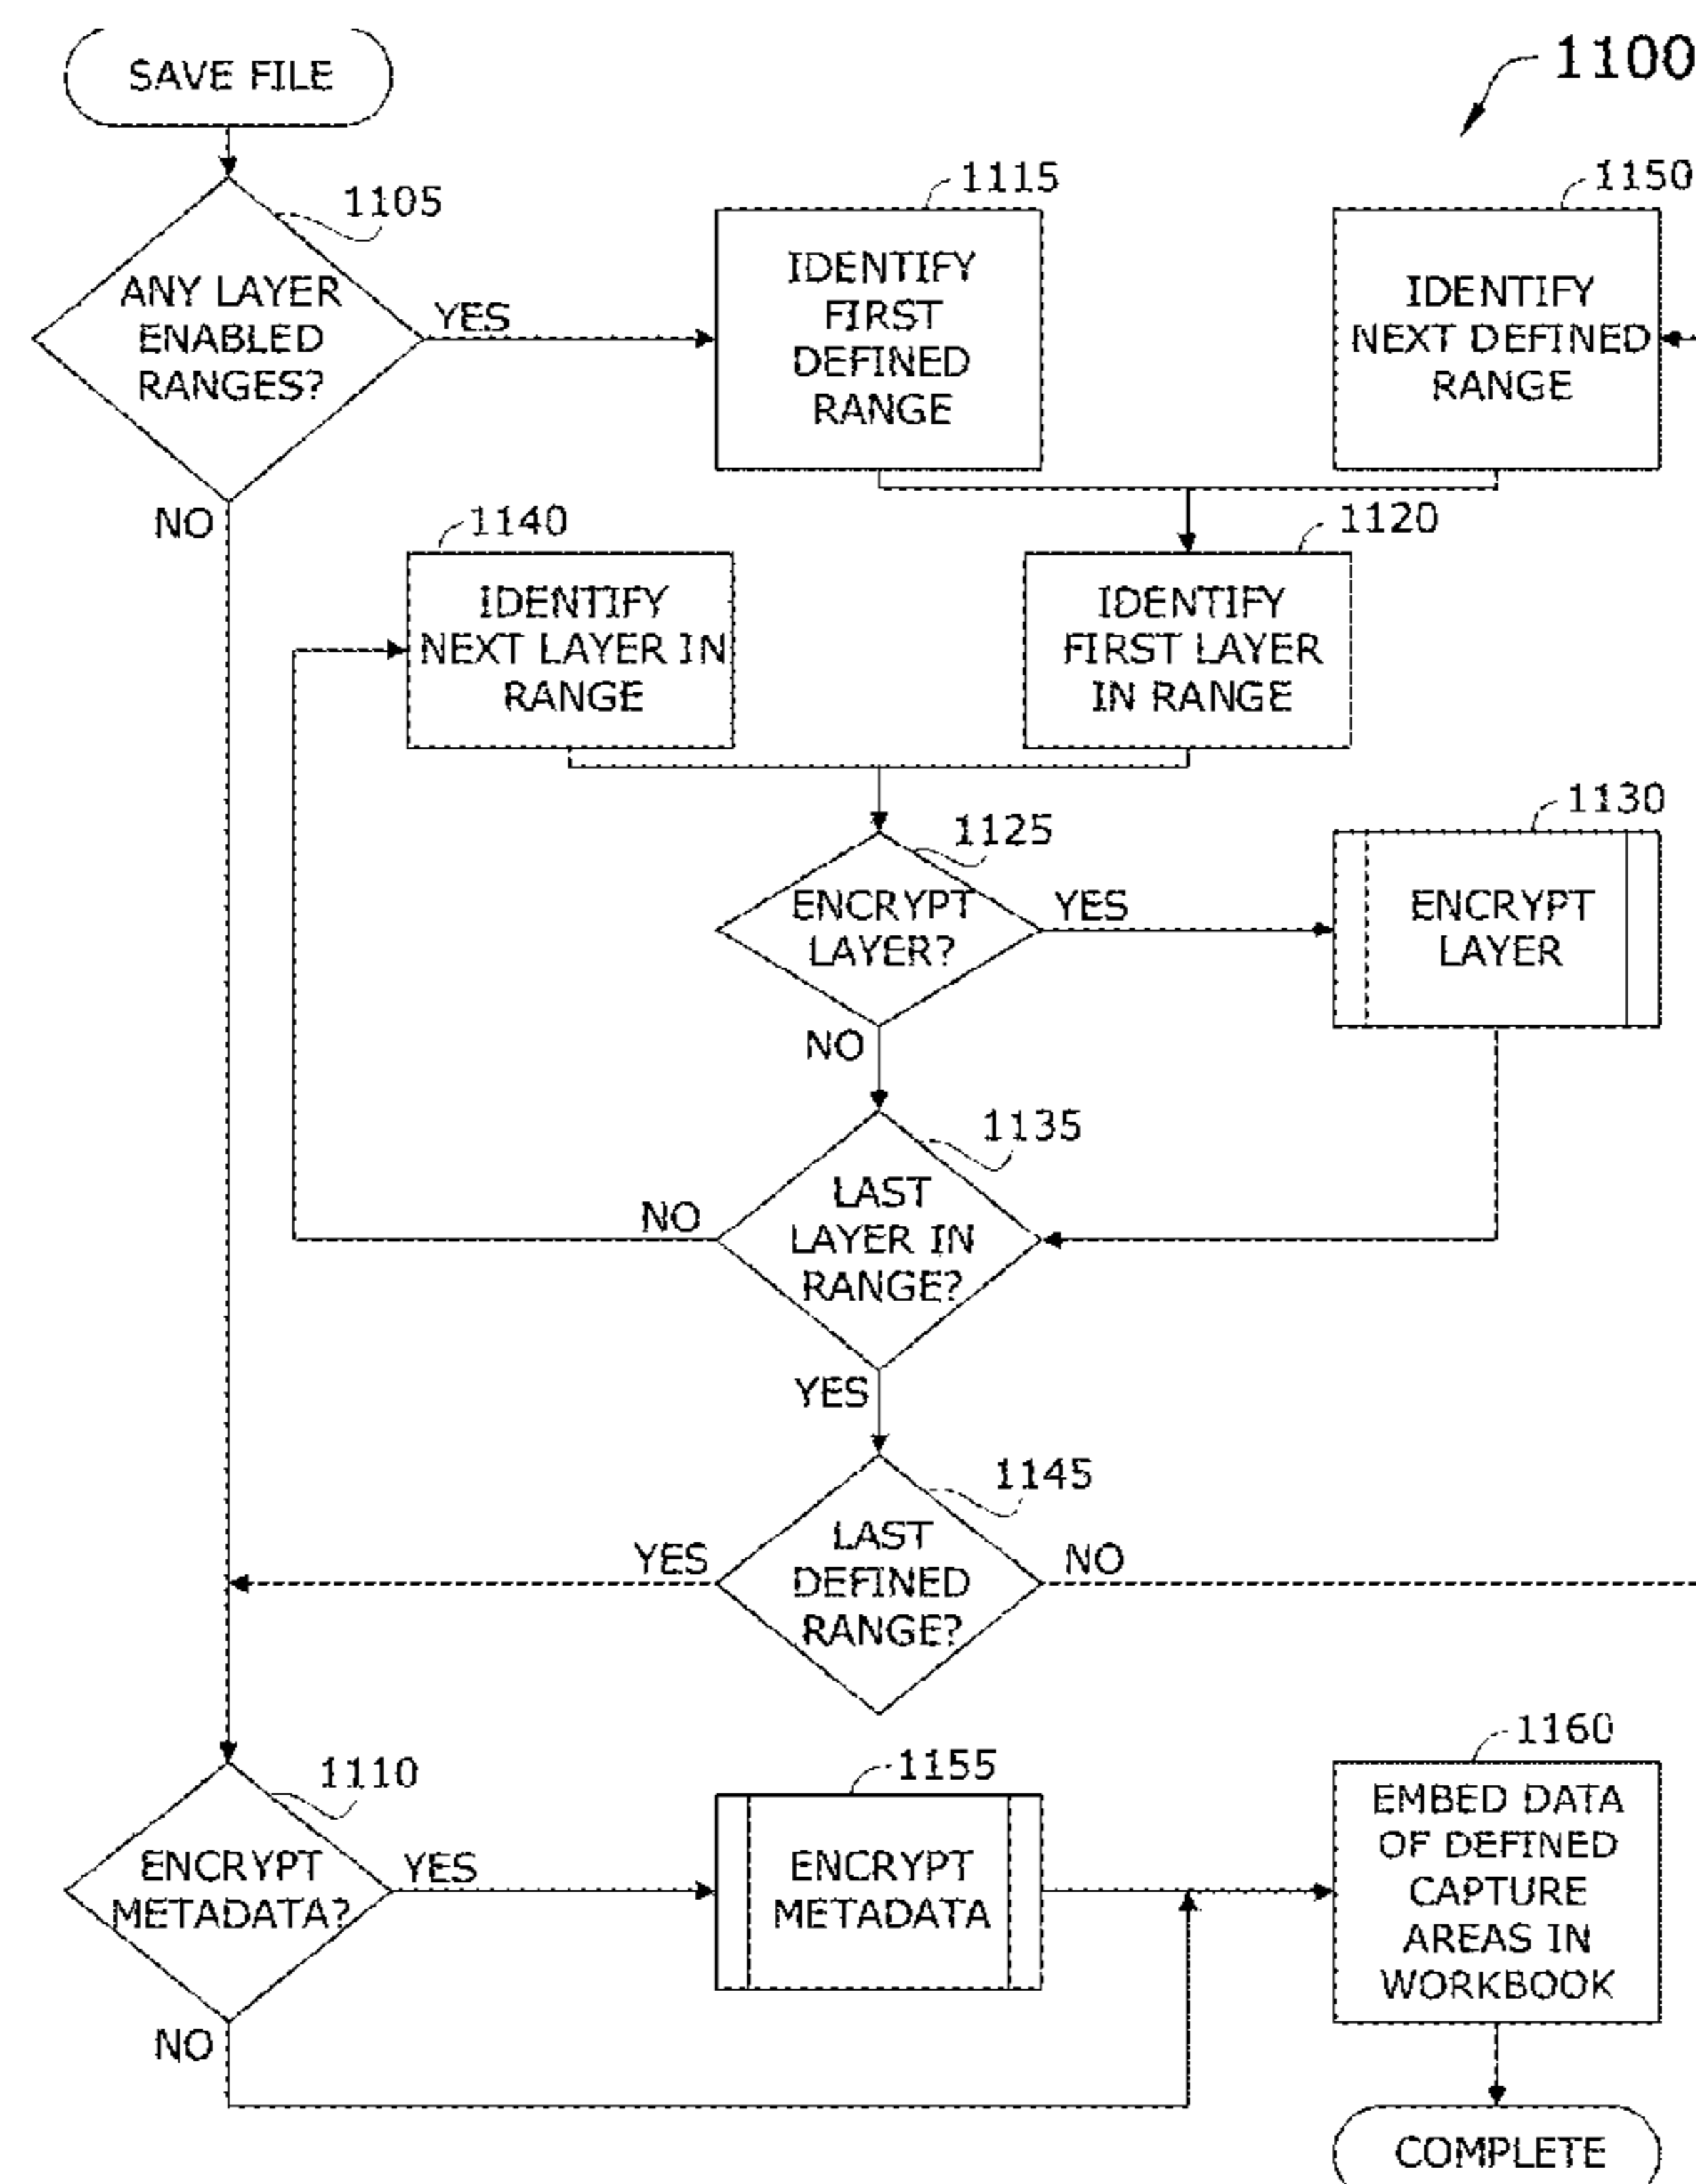 SAVE FILE
1100
1105
ANY LAYER
ENABLED
RANGES?
YES
NO
1115
IDENTIFY
FIRST
DEFINED
RANGE
1150
IDENTIFY
NEXT DEFINED
RANGE
1140
IDENTIFY
NEXT LAYER IN
RANGE
1120
IDENTIFY
FIRST LAYER
IN RANGE
1125
ENCRYPT
LAYER?
YES
NO
1130
ENCRYPT
LAYER
1135
LAST
LAYER IN
RANGE?
NO
YES
1145
LAST
DEFINED
RANGE?
YES
NO
1110
ENCRYPT
METADATA?
YES
NO
1155
ENCRYPT
METADATA
1160
EMBED DATA
OF DEFINED
CAPTURE
AREAS IN
WORKBOOK
COMPLETE